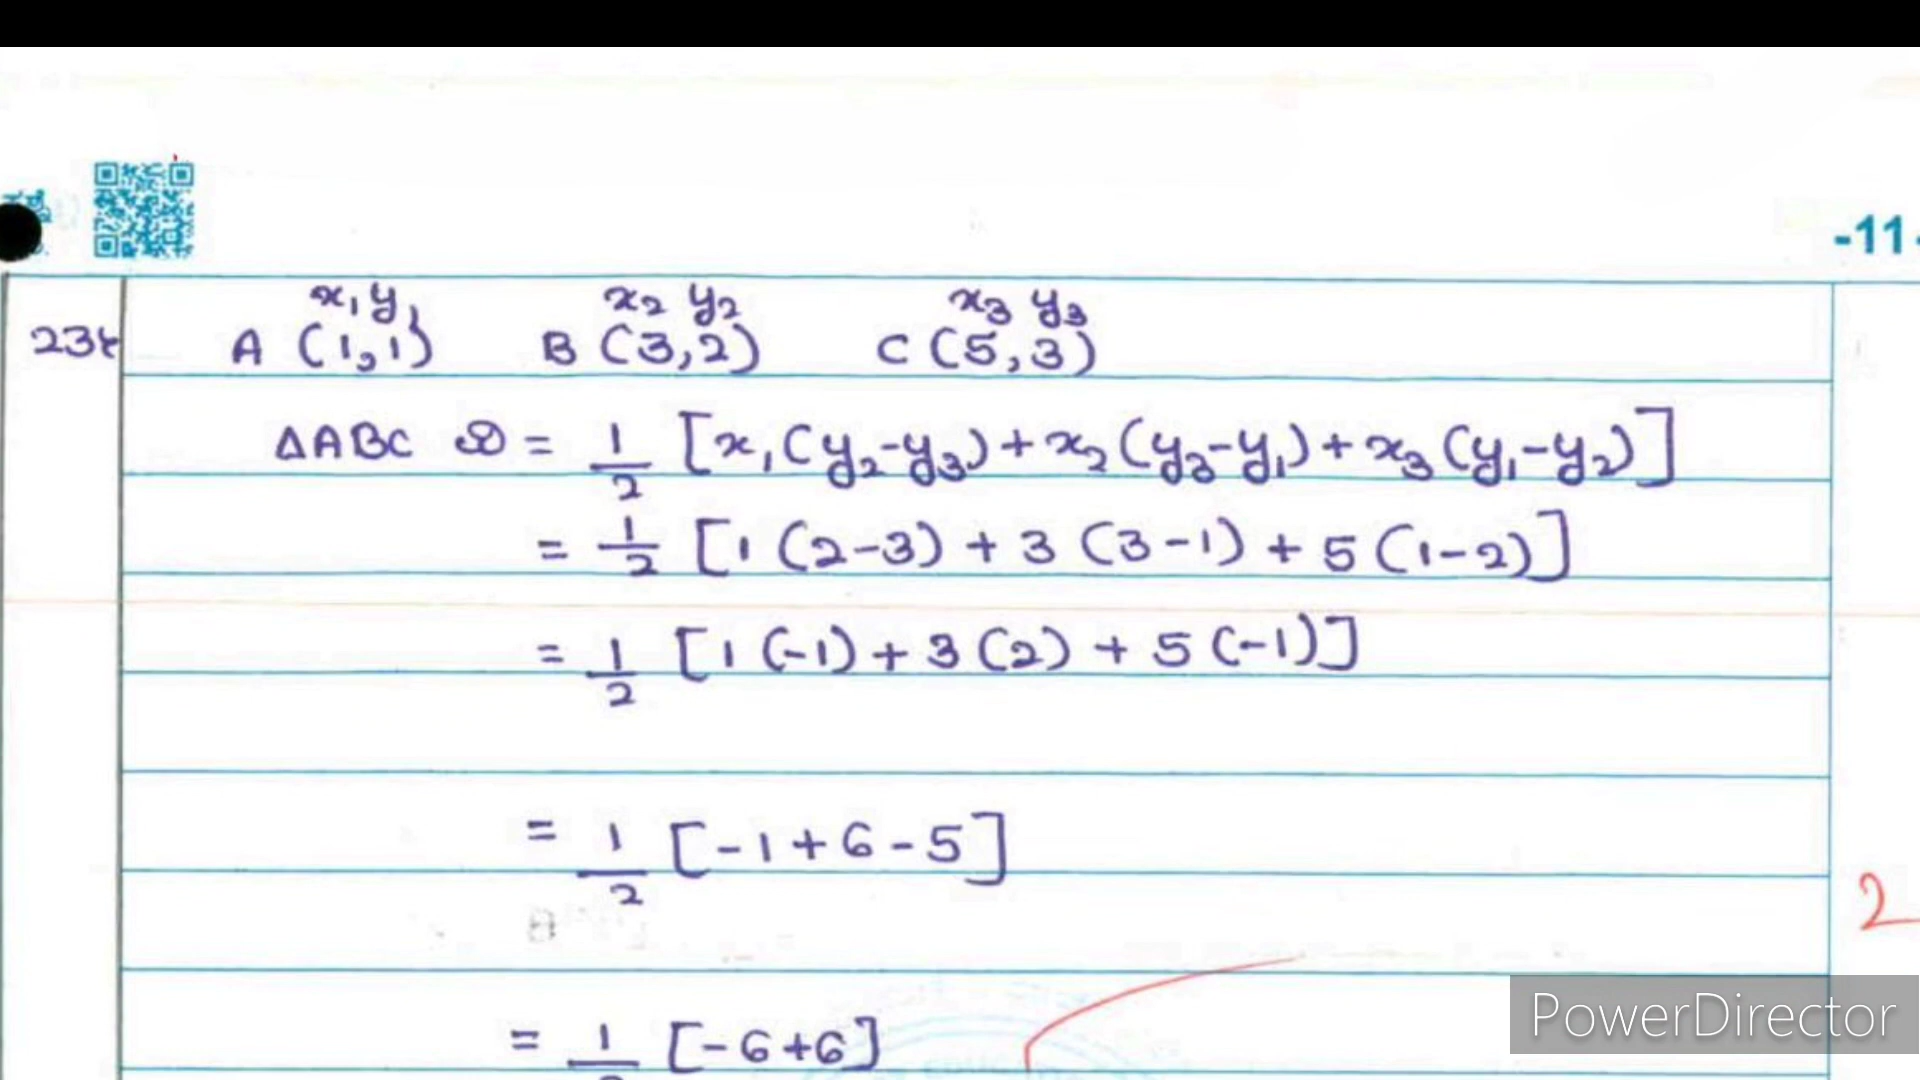 -11-
x₁ y₁ x₂ y₂ x₃ y₃
23 A (1,1) B (3,2) C (5,3)
ΔABC ವಿ = 1/2 [x₁(y₂-y₃)+x₂(y₃-y₁)+x₃(y₁-y₂)]
= 1/2 [1 (2-3) + 3 (3-1) + 5 (1-2)]
= 1/2 [1 (-1) + 3 (2) + 5 (-1)]
= 1/2 [-1+6-5]
2
= 1/2 [-6+6]
PowerDirector